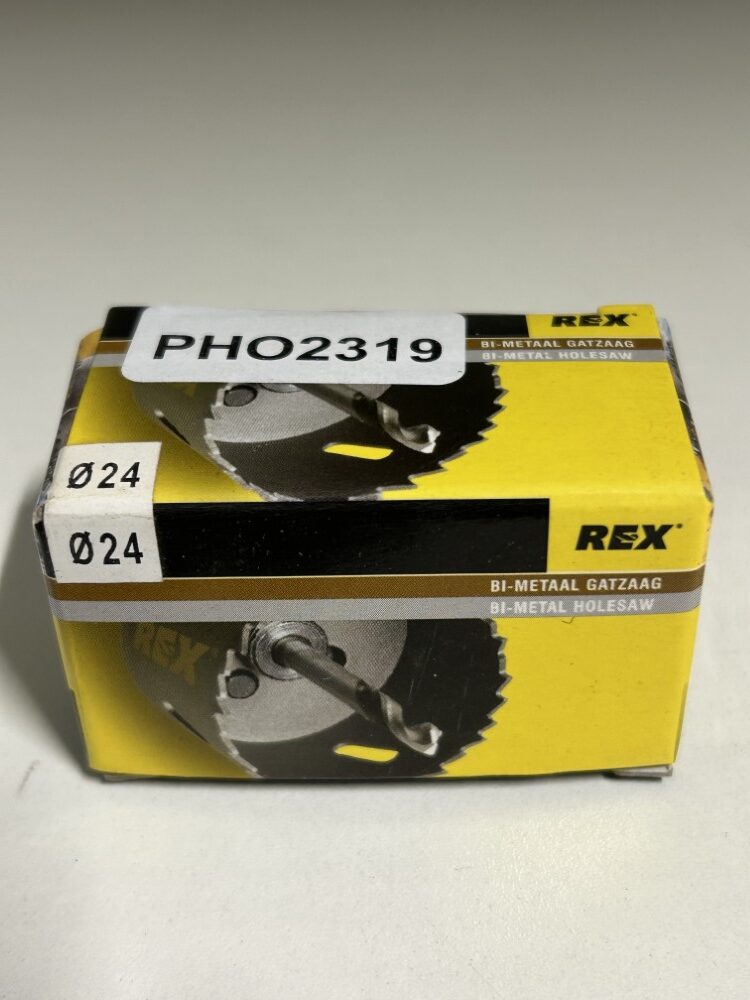 REX
BI-METAAL GATZAAG
BI-METAL HOLESAW
PHO2319
Ø24
Ø24
REX
BI-METAAL GATZAAG
BI-METAL HOLESAW
REX